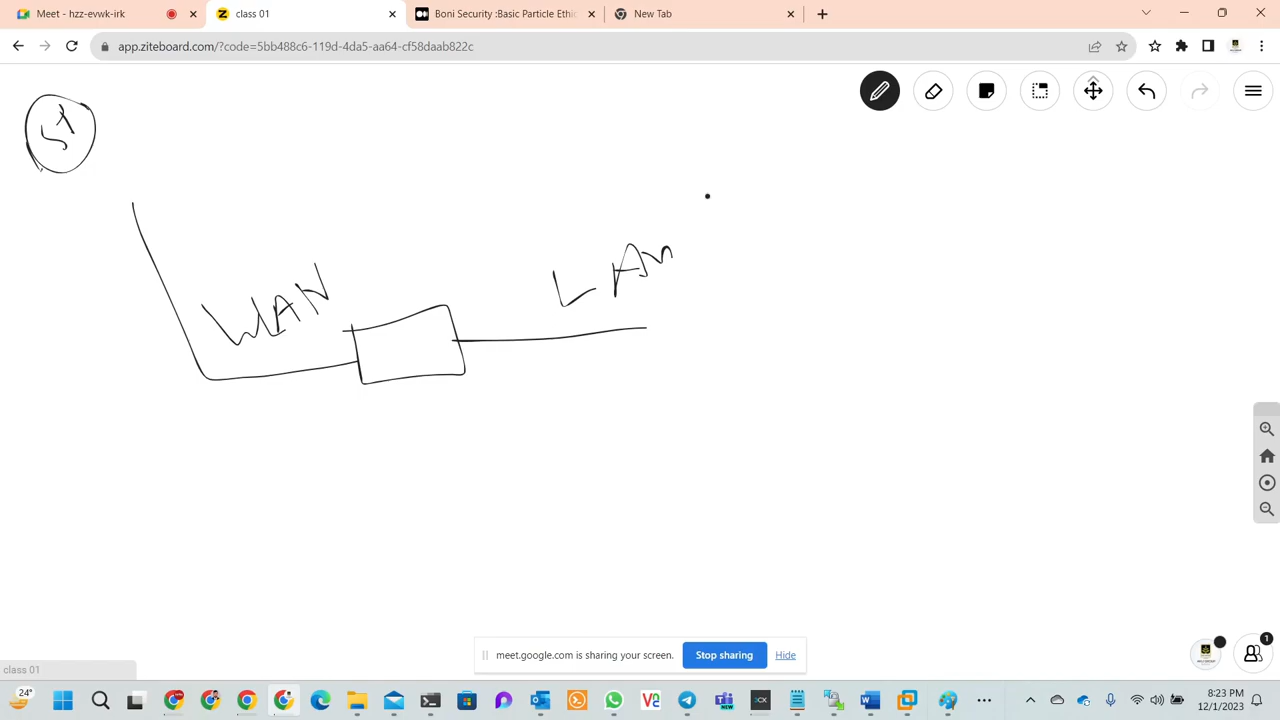 Meet - hzz-evwk-irk
class 01
Boni Security :Basic Particle Ethic
New Tab
app.ziteboard.com/?code=5bb488c6-119d-4da5-aa64-cf58daab822c
WAN
LAN
meet.google.com is sharing your screen.
Stop sharing
Hide
class 01
1
24°
8:23 PM
12/1/2023